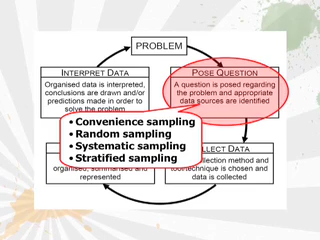 PROBLEM
INTERPRET DATA
Organised data is interpreted,
conclusions are drawn and/or
predictions made in order to
solve the problem
POSE QUESTION
A question is posed regarding
the problem and appropriate
data sources are identified
• Convenience sampling
• Random sampling
• Systematic sampling
• Stratified sampling
organised, summarised and
represented
LLECT DATA
llection method and
technique is chosen and
data is collected